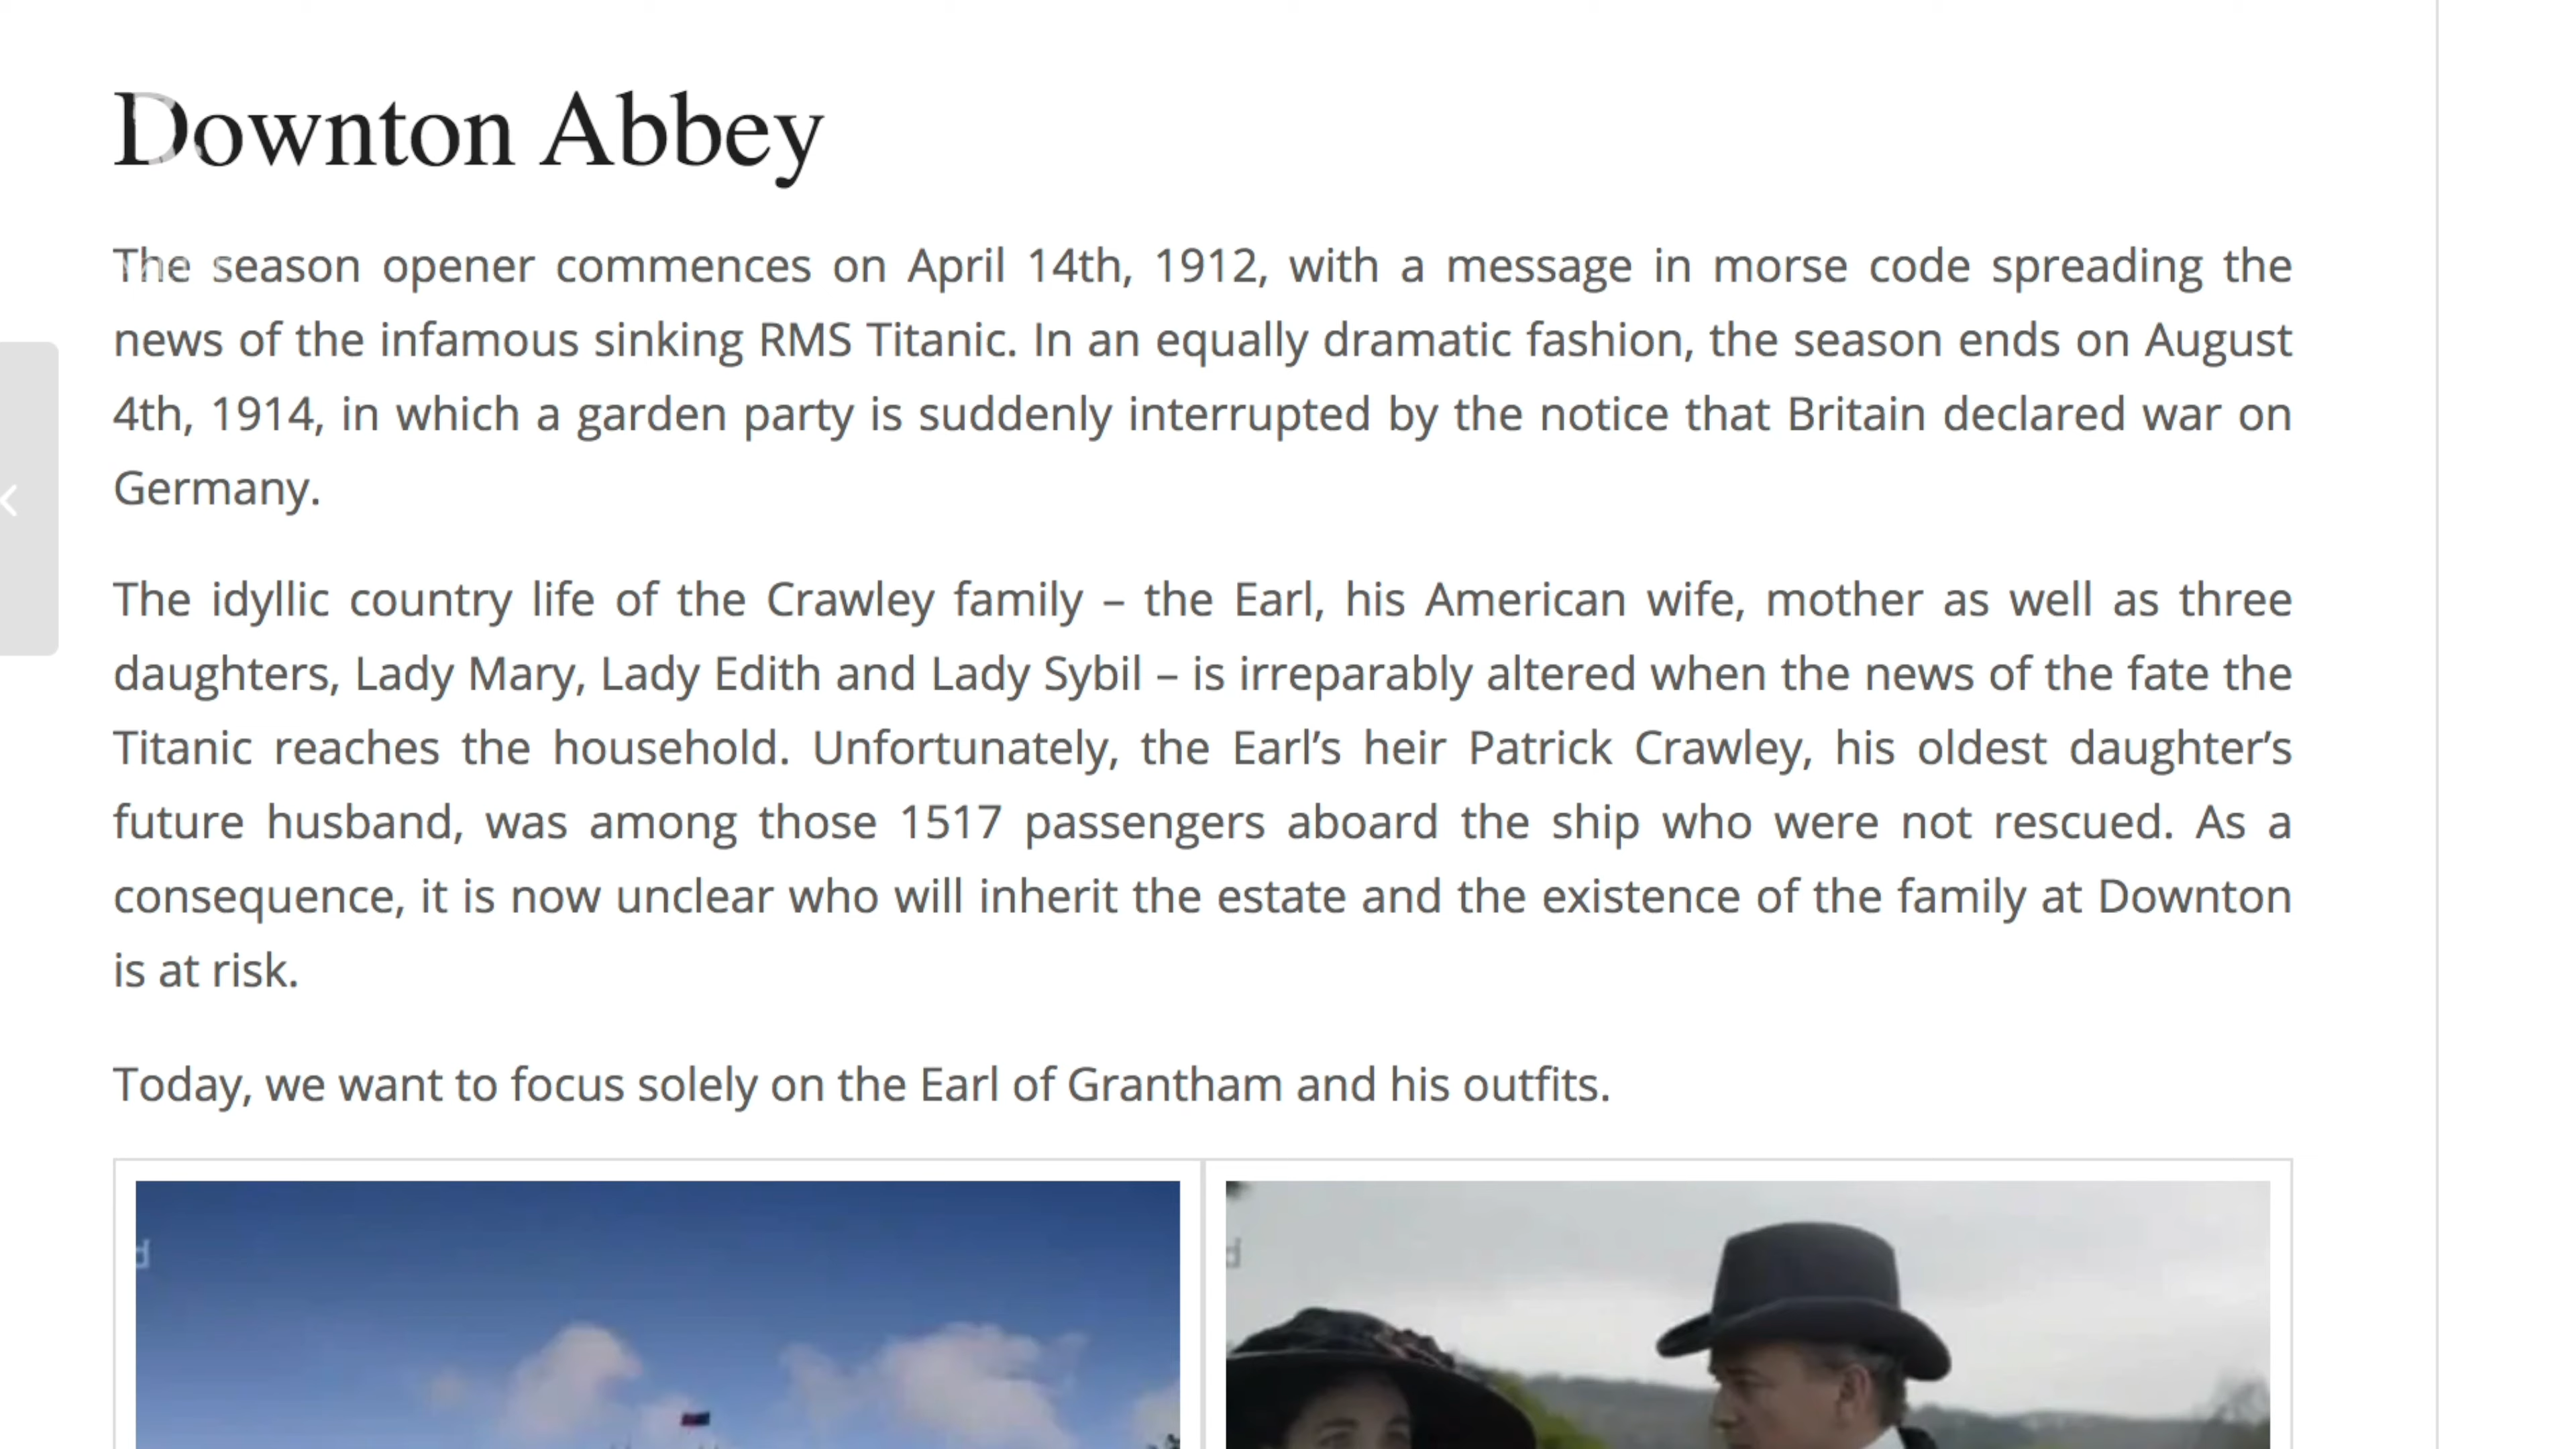 Downton Abbey
The season opener commences on April 14th, 1912, with a message in morse code spreading the
news of the infamous sinking RMS Titanic. In an equally dramatic fashion, the season ends on August
4th, 1914, in which a garden party is suddenly interrupted by the notice that Britain declared war on
Germany.
The idyllic country life of the Crawley family – the Earl, his American wife, mother as well as three
daughters, Lady Mary, Lady Edith and Lady Sybil – is irreparably altered when the news of the fate the
Titanic reaches the household. Unfortunately, the Earl’s heir Patrick Crawley, his oldest daughter’s
future husband, was among those 1517 passengers aboard the ship who were not rescued. As a
consequence, it is now unclear who will inherit the estate and the existence of the family at Downton
is at risk.
Today, we want to focus solely on the Earl of Grantham and his outfits.